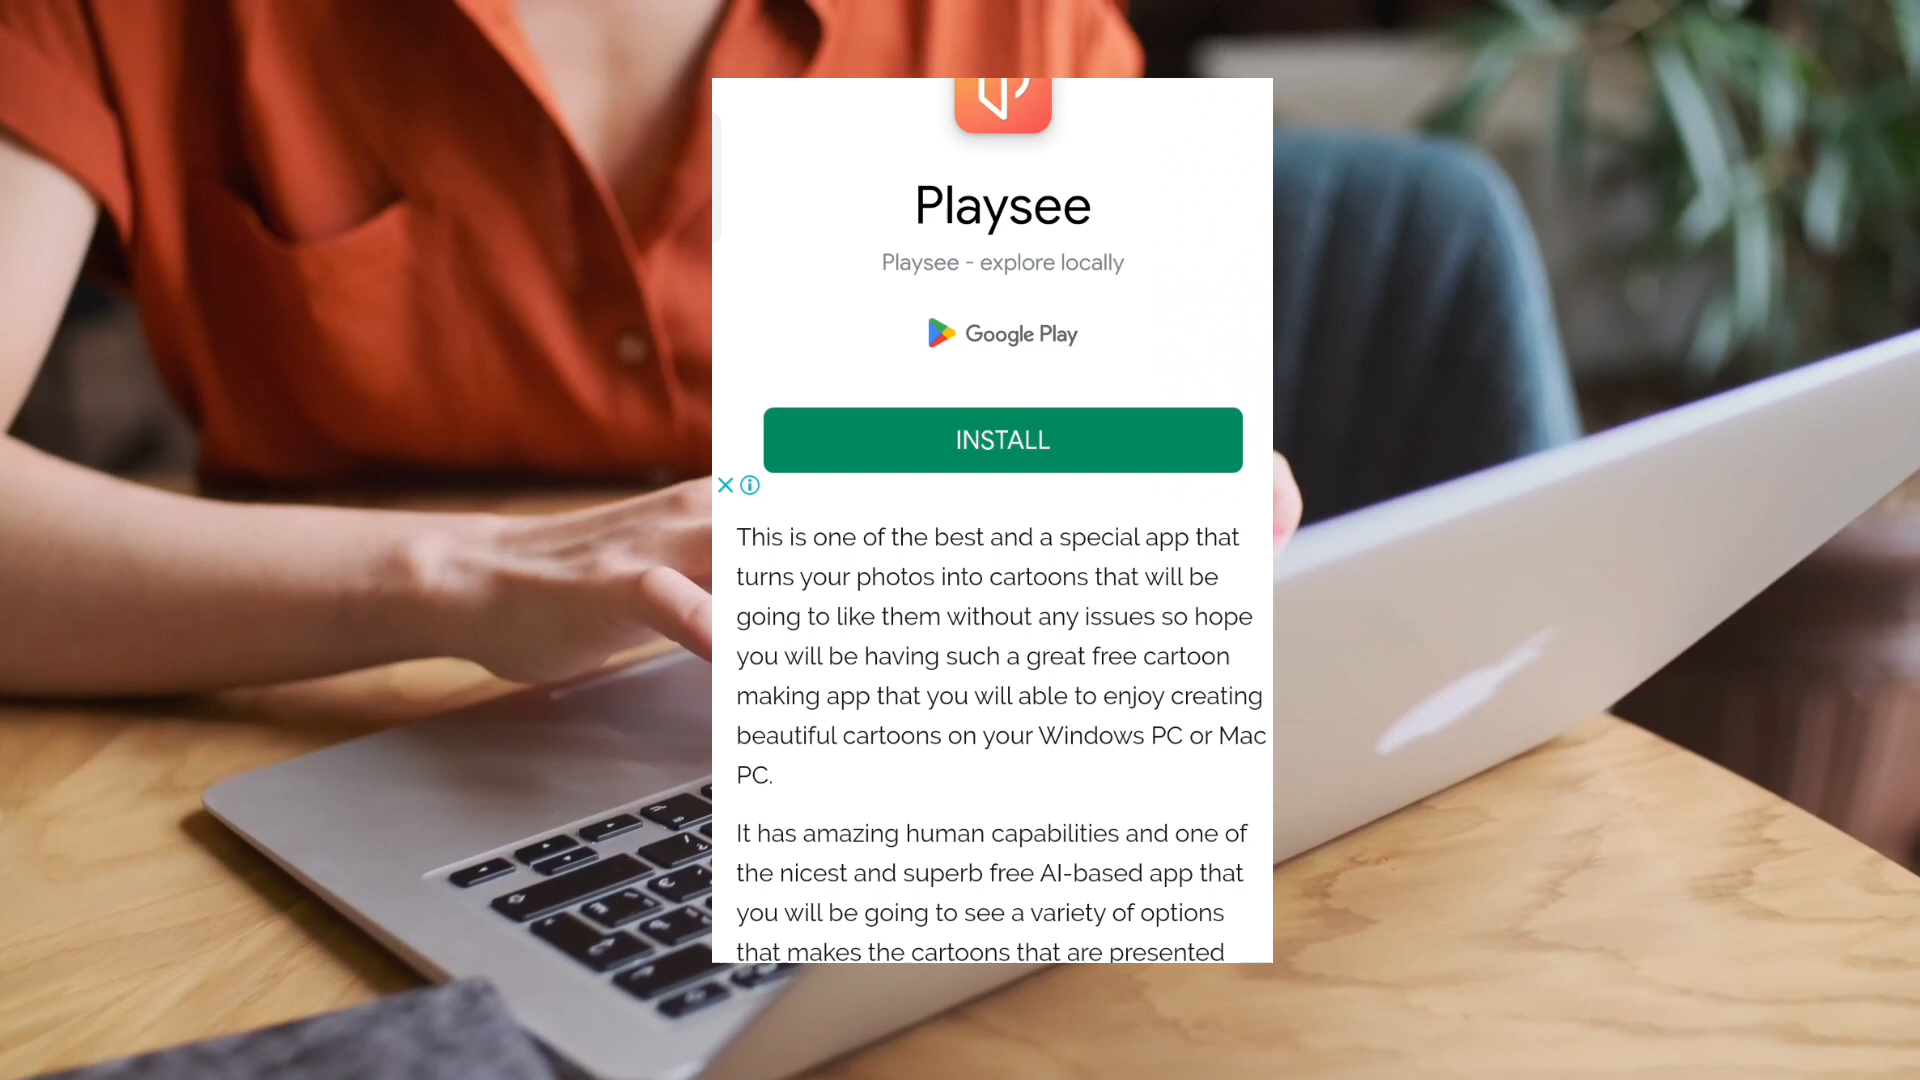 Playsee
Playsee - explore locally
Google Play
INSTALL
This is one of the best and a special app that
turns your photos into cartoons that will be
going to like them without any issues so hope
you will be having such a great free cartoon
making app that you will able to enjoy creating
beautiful cartoons on your Windows PC or Mac
PC.
It has amazing human capabilities and one of
the nicest and superb free AI-based app that
you will be going to see a variety of options
that makes the cartoons that are presented